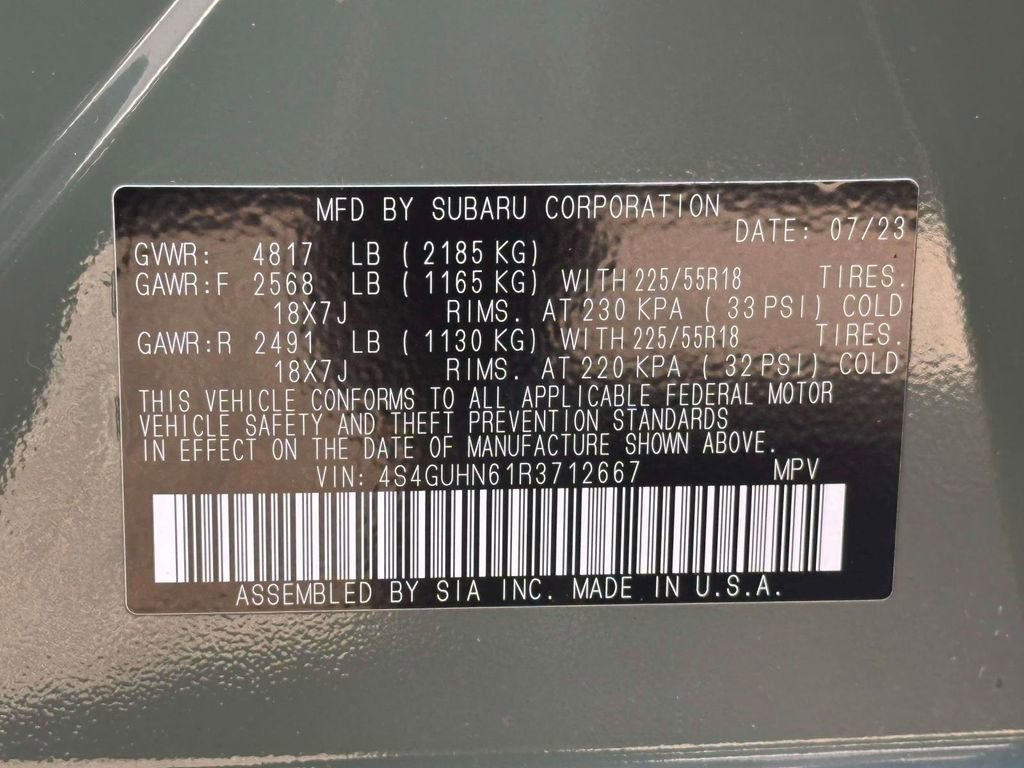 MFD BY SUBARU CORPORATION
DATE: 07/23
GVWR: 4817 LB ( 2185 KG)
GAWR:F 2568 LB ( 1165 KG) WITH 225/55R18 TIRES.
18X7J RIMS. AT 230 KPA ( 33 PSI) COLD
GAWR:R 2491 LB ( 1130 KG) WITH 225/55R18 TIRES.
18X7J RIMS. AT 220 KPA ( 32 PSI) COLD
THIS VEHICLE CONFORMS TO ALL APPLICABLE FEDERAL MOTOR
VEHICLE SAFETY AND THEFT PREVENTION STANDARDS
IN EFFECT ON THE DATE OF MANUFACTURE SHOWN ABOVE.
VIN: 4S4GUHN61R3712667 MPV
ASSEMBLED BY SIA INC. MADE IN U.S.A.